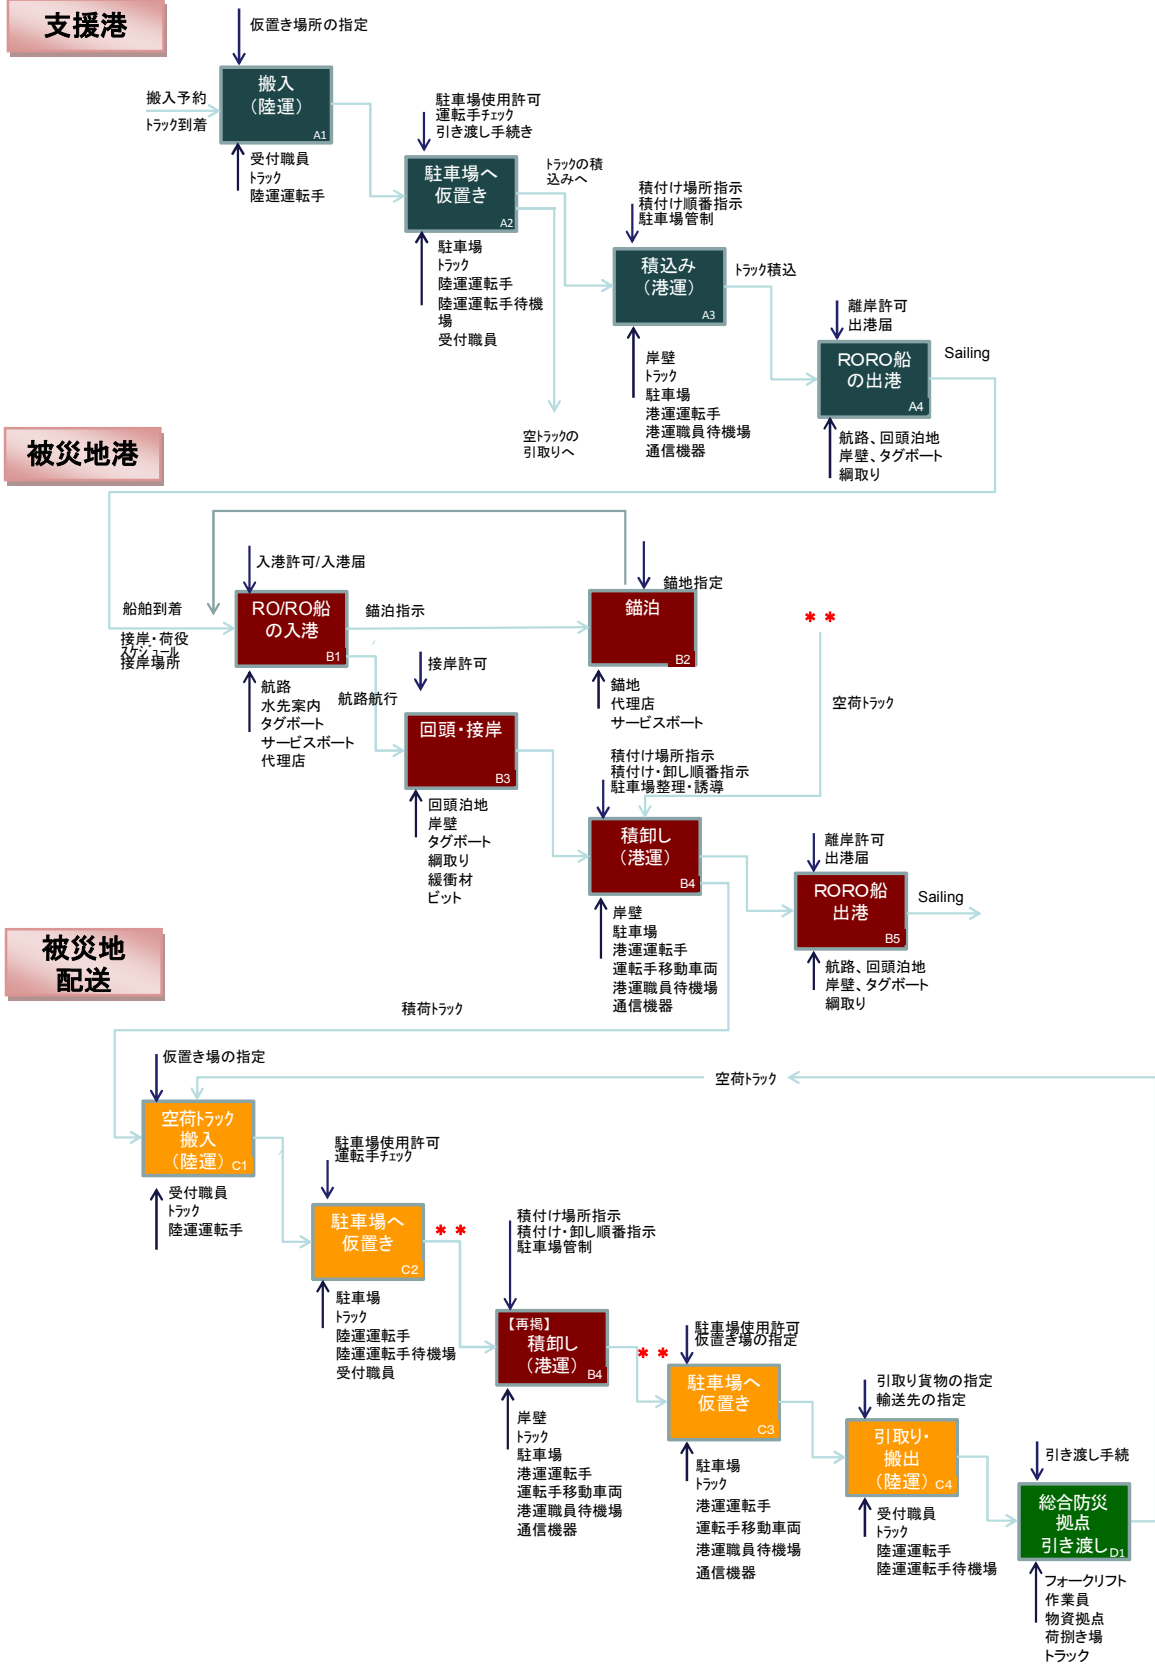 支援港
仮置き場所の指定
搬入予約
トラック到着
搬入
（陸運）
A1
受付職員
トラック
陸運運転手
駐車場使用許可
運転手チェック
引き渡し手続き
駐車場へ
仮置き
A2
トラックの積
込みへ
駐車場
トラック
陸運運転手
陸運運転手待機
場
受付職員
空トラックの
引取りへ
積付け場所指示
積付け順番指示
駐車場管制
積込み
（港運）
A3
トラック積込
岸壁
トラック
駐車場
港運運転手
港運職員待機場
通信機器
離岸許可
出港届
RORO船
の出港
A4
Sailing
航路、回頭泊地
岸壁、タグボート
綱取り
被災地港
船舶到着
接岸・荷役
スケジュール
接岸場所
入港許可/入港届
RO/RO船
の入港
B1
錨泊指示
航路航行
航路
水先案内
タグボート
サービスボート
代理店
錨地指定
錨泊
B2
錨地
代理店
サービスボート
接岸許可
回頭・接岸
B3
回頭泊地
岸壁
タグボート
綱取り
緩衝材
ビット
＊＊
空荷トラック
積付け場所指示
積付け・卸し順番指示
駐車場整理・誘導
積卸し
（港運）
B4
岸壁
駐車場
港運運転手
運転手移動車両
港運職員待機場
通信機器
離岸許可
出港届
RORO船
出港
B5
Sailing
航路、回頭泊地
岸壁、タグボート
綱取り
被災地
配送
積荷トラック
空荷トラック
仮置き場の指定
空荷トラック
搬入
（陸運）
C1
受付職員
トラック
陸運運転手
駐車場使用許可
運転手チェック
駐車場へ
仮置き
C2
＊＊
駐車場
トラック
陸運運転手
陸運運転手待機場
受付職員
積付け場所指示
積付け・卸し順番指示
駐車場管制
【再掲】
積卸し
（港運）
B4
＊＊
岸壁
トラック
駐車場
港運運転手
運転手移動車両
港運職員待機場
通信機器
駐車場使用許可
仮置き場の指定
駐車場へ
仮置き
C3
駐車場
トラック
港運運転手
運転手移動車両
港運職員待機場
通信機器
引取り貨物の指定
輸送先の指定
引取り・
搬出
（陸運）
C4
受付職員
トラック
陸運運転手
陸運運転手待機場
引き渡し手続
総合防災
拠点
引き渡し
D1
フォークリフト
作業員
物資拠点
荷捌き場
トラック